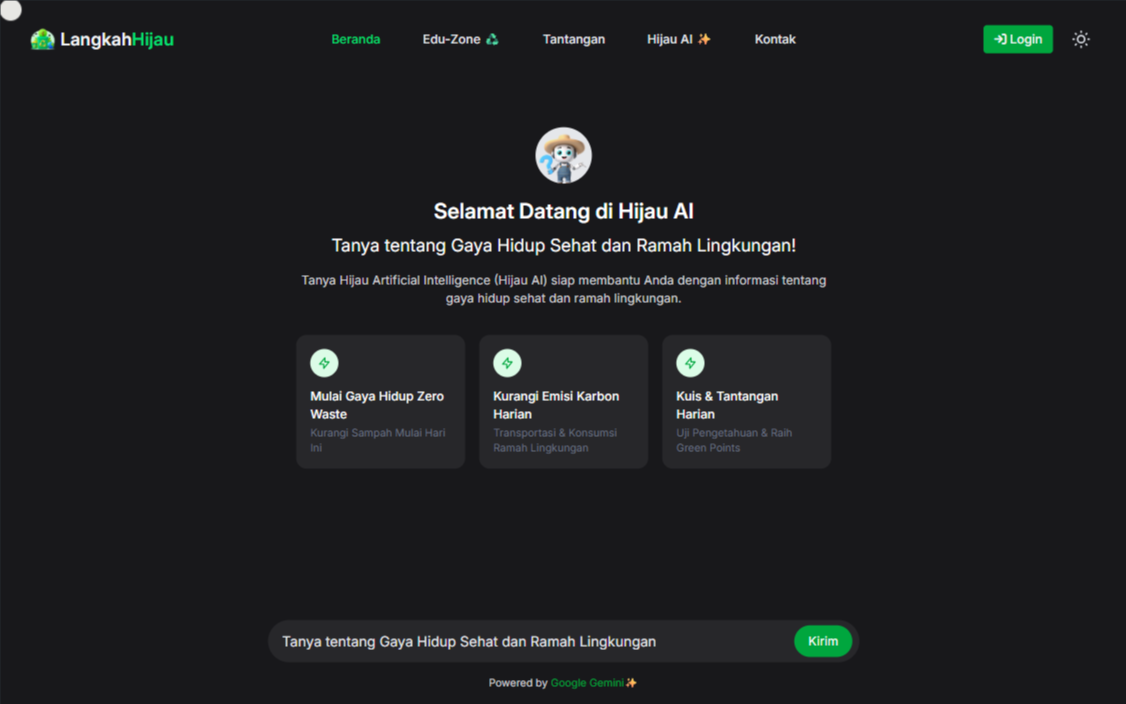 LangkahHijau
Beranda
Edu-Zone
Tantangan
Hijau AI
Kontak
Login
Selamat Datang di Hijau AI
Tanya tentang Gaya Hidup Sehat dan Ramah Lingkungan!
Tanya Hijau Artificial Intelligence (Hijau AI) siap membantu Anda dengan informasi tentang
gaya hidup sehat dan ramah lingkungan.
Mulai Gaya Hidup Zero
Waste
Kurangi Sampah Mulai Hari
Ini
Kurangi Emisi Karbon
Harian
Transportasi & Konsumsi
Ramah Lingkungan
Kuis & Tantangan
Harian
Uji Pengetahuan & Raih
Green Points
Tanya tentang Gaya Hidup Sehat dan Ramah Lingkungan
Kirim
Powered by Google Gemini✨